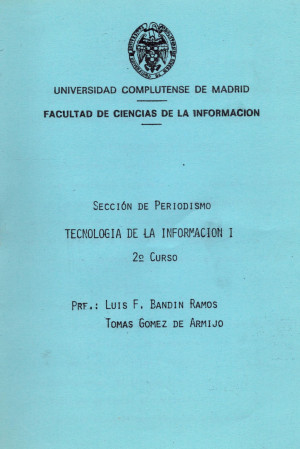 UNIVERSIDAD COMPLUTENSE DE MADRID
FACULTAD DE CIENCIAS DE LA INFORMACION
SECCIÓN DE PERIODISMO
TECNOLOGIA DE LA INFORMACION I
2º CURSO
PRF.: LUIS F. BANDIN RAMOS
TOMAS GOMEZ DE ARMIJO